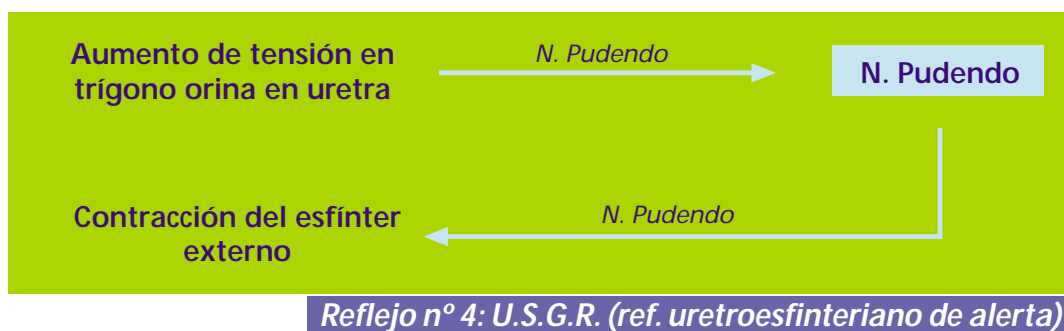 Aumento de tensión en
trígono orina en uretra
N. Pudendo
N. Pudendo
Contracción del esfínter
externo
N. Pudendo
Reflejo nº 4: U.S.G.R. (ref. uretroesfinteriano de alerta)